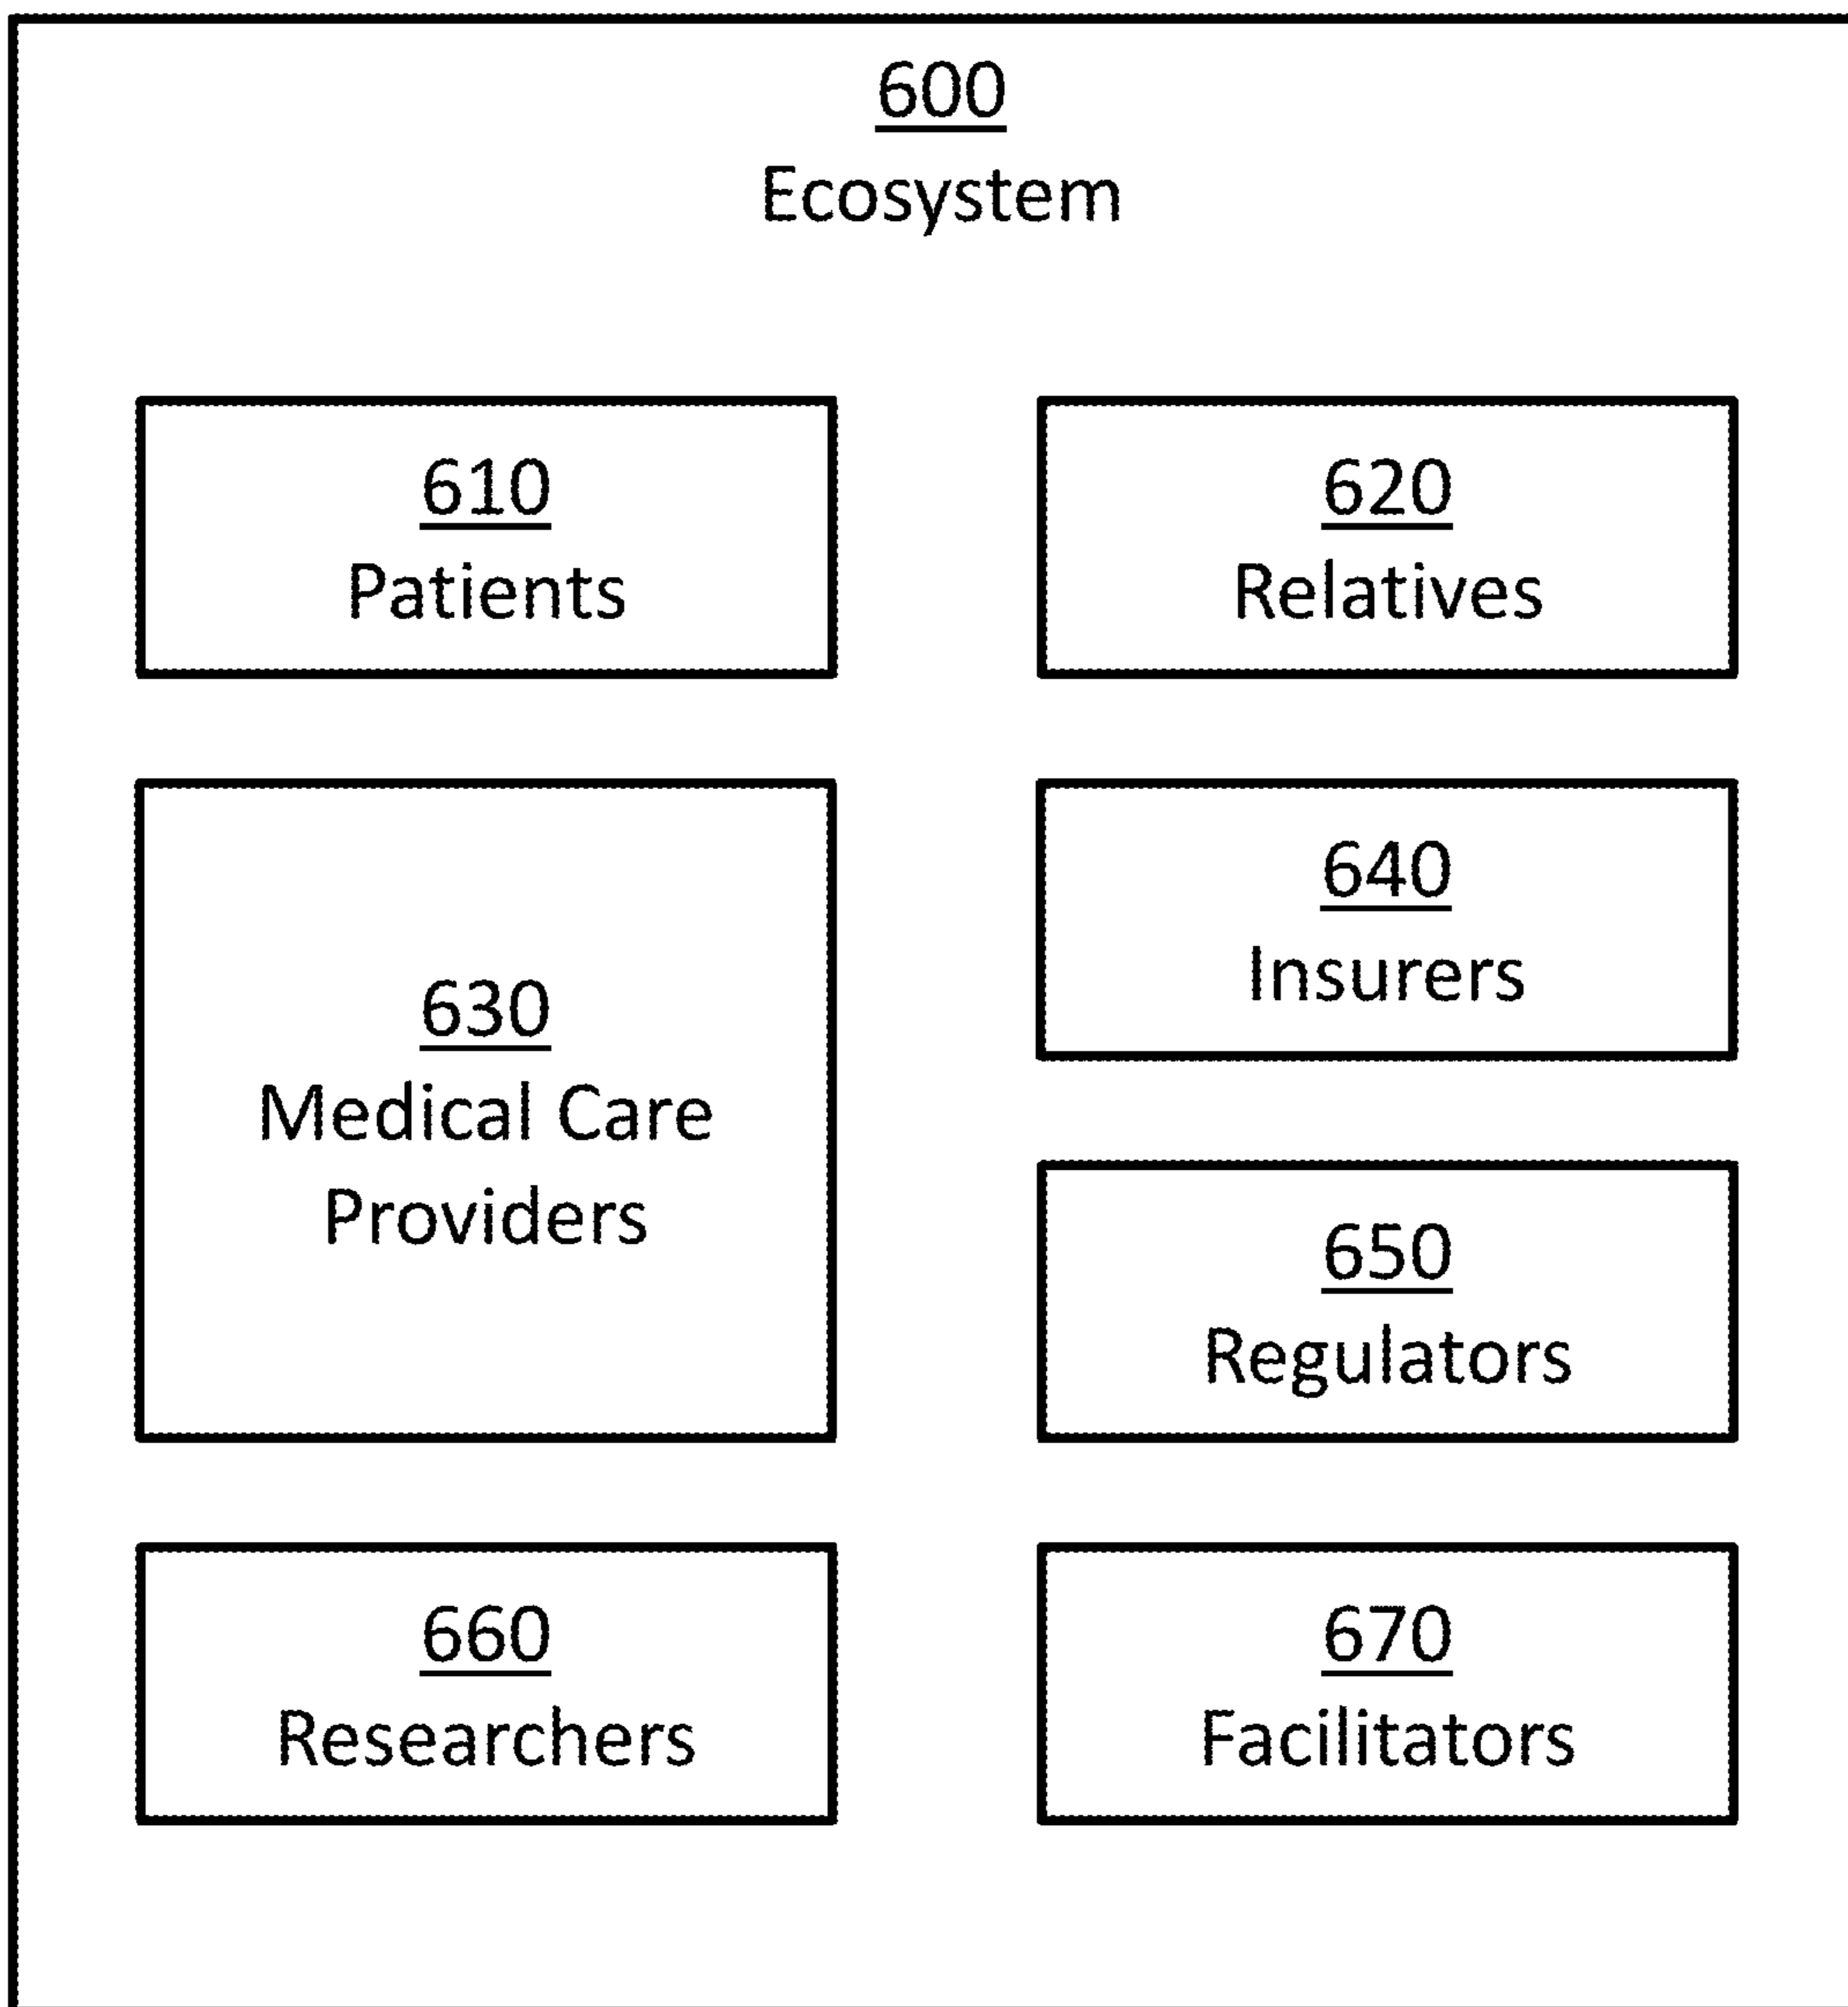 600
Ecosystem
610
Patients
620
Relatives
630
Medical Care
Providers
640
Insurers
650
Regulators
660
Researchers
670
Facilitators